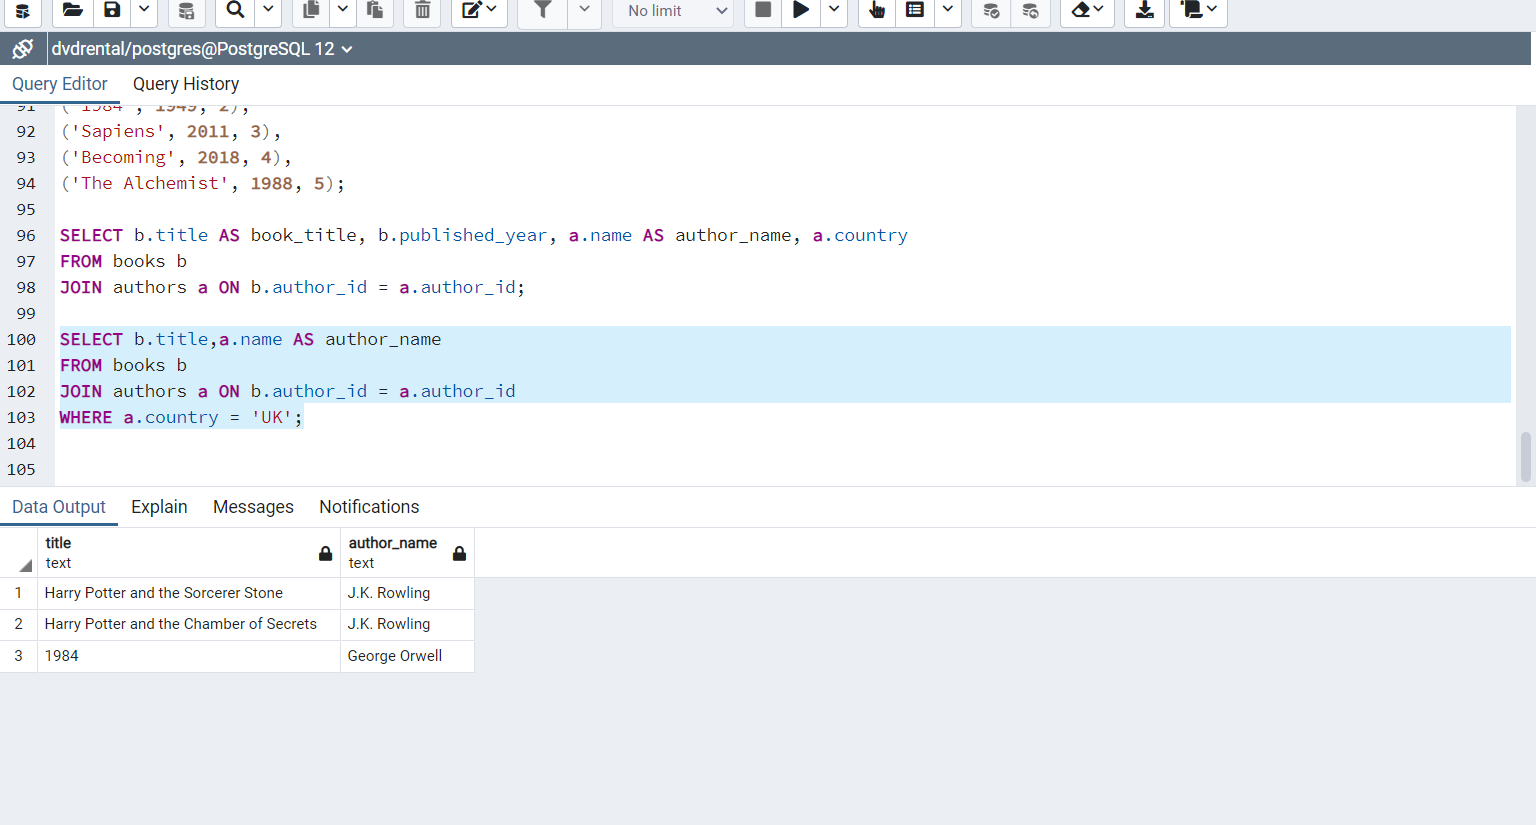 No limit
dvdrental/postgres@PostgreSQL 12
Query Editor Query History
91 ('1984', 1949, 2),
92 ('Sapiens', 2011, 3),
93 ('Becoming', 2018, 4),
94 ('The Alchemist', 1988, 5);
95
96 SELECT b.title AS book_title, b.published_year, a.name AS author_name, a.country
97 FROM books b
98 JOIN authors a ON b.author_id = a.author_id;
99
100 SELECT b.title,a.name AS author_name
101 FROM books b
102 JOIN authors a ON b.author_id = a.author_id
103 WHERE a.country = 'UK';
104
105
Data Output Explain Messages Notifications
title author_name
text text
1 Harry Potter and the Sorcerer Stone J.K. Rowling
2 Harry Potter and the Chamber of Secrets J.K. Rowling
3 1984 George Orwell